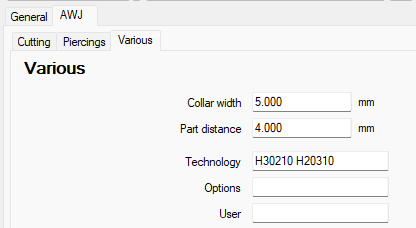 General AWJ
Cutting Piercings Various
Various
Collar width 5.000 mm
Part distance 4.000 mm
Technology H30210 H20310
Options
User